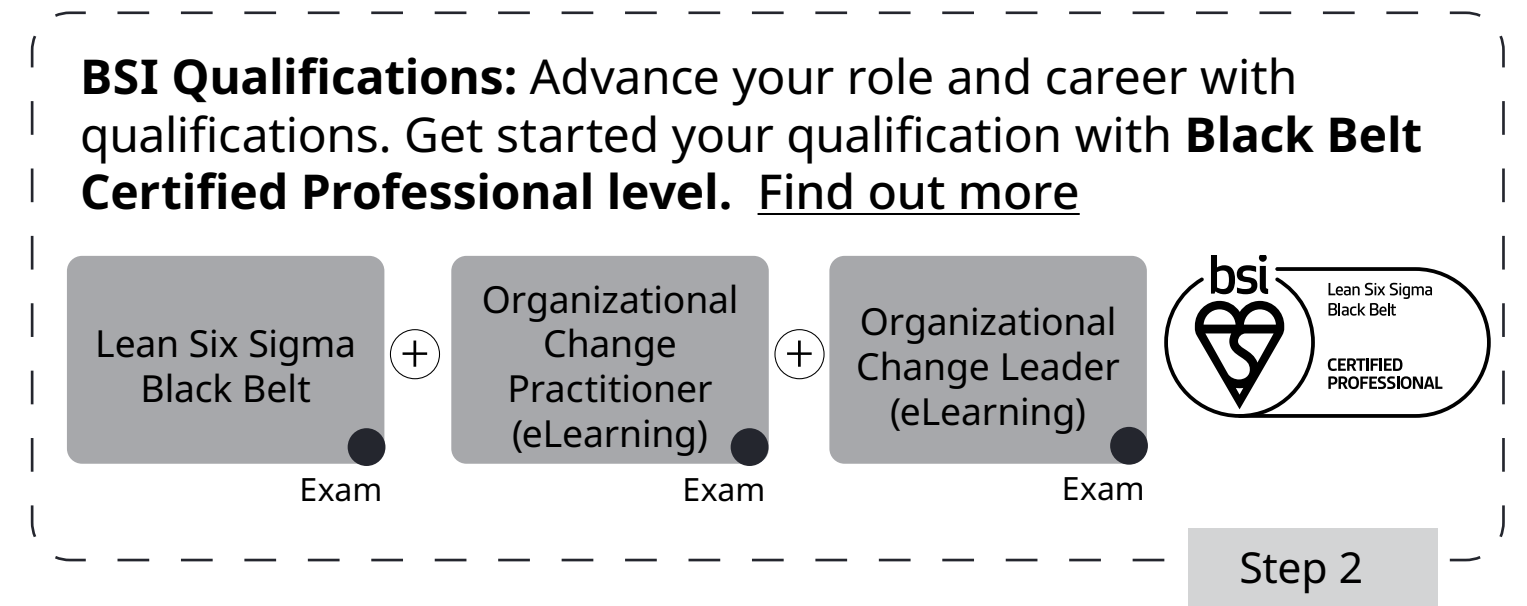 BSI Qualifications: Advance your role and career with
qualifications. Get started your qualification with Black Belt
Certified Professional level. Find out more
Lean Six Sigma
Black Belt
+
Organizational
Change
Practitioner
(eLearning)
+
Organizational
Change Leader
(eLearning)
bsi
Lean Six Sigma
Black Belt
CERTIFIED
PROFESSIONAL
Exam
Exam
Exam
Step 2